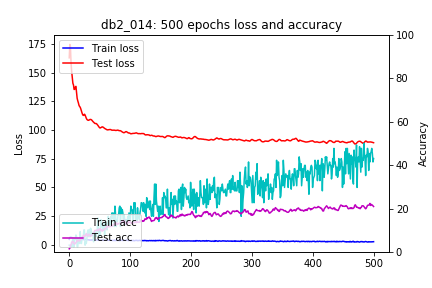 db2_014: 500 epochs loss and accuracy
Train loss
Test loss
175
150
125
100
75
50
25
0
Loss
100
80
60
40
20
0
Accuracy
Train acc
Test acc
0
100
200
300
400
500